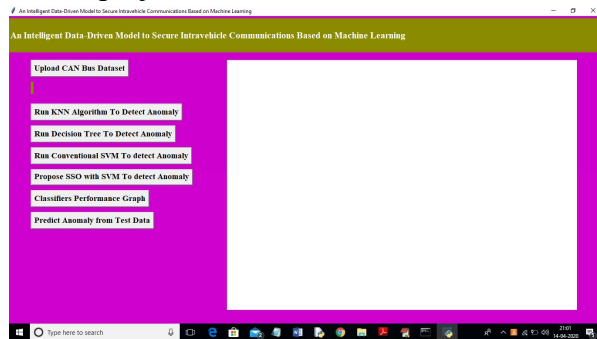 An Intelligent Data-Driven Model to Secure Intravehicle Communications Based on Machine Learning
An Intelligent Data-Driven Model to Secure Intravehicle Communications Based on Machine Learning
Upload CAN Bus Dataset
Run KNN Algorithm To Detect Anomaly
Run Decision Tree To Detect Anomaly
Run Conventional SVM To detect Anomaly
Propose SSO with SVM To detect Anomaly
Classifiers Performance Graph
Predict Anomaly from Test Data
Type here to search
21:01
14-04-2020